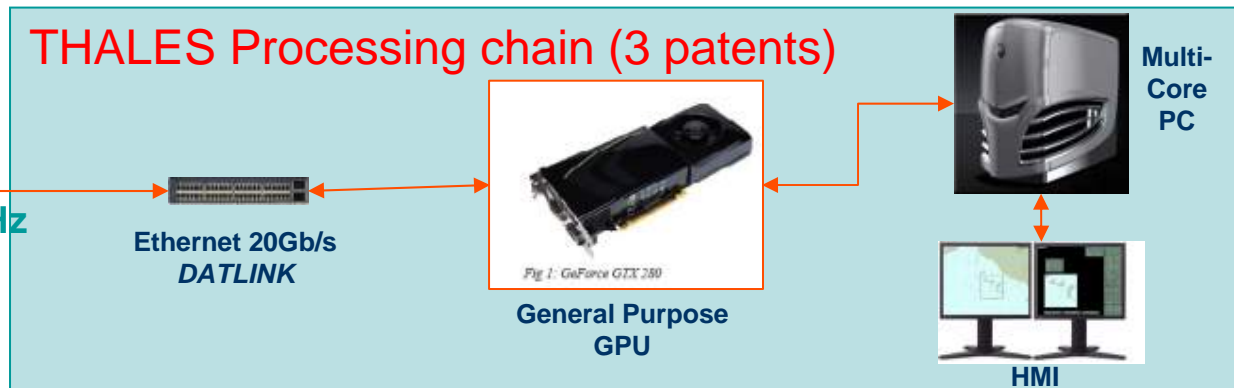 THALES Processing chain (3 patents)
Multi-
Core
PC
Hz
Ethernet 20Gb/s
DATLINK
Fig 1: GeForce GTX 280
General Purpose
GPU
HMI